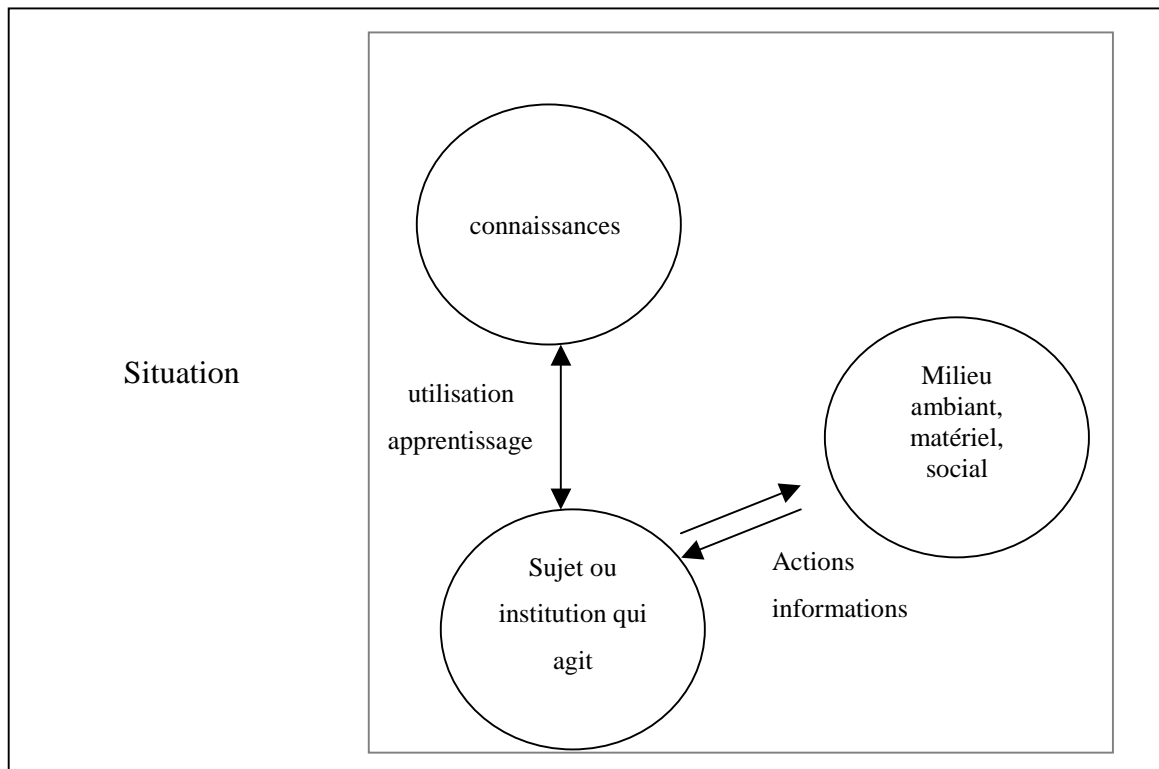 connaissances
Situation
utilisation
apprentissage
Milieu
ambiant,
matériel,
social
Sujet ou
institution qui
agit
Actions
informations